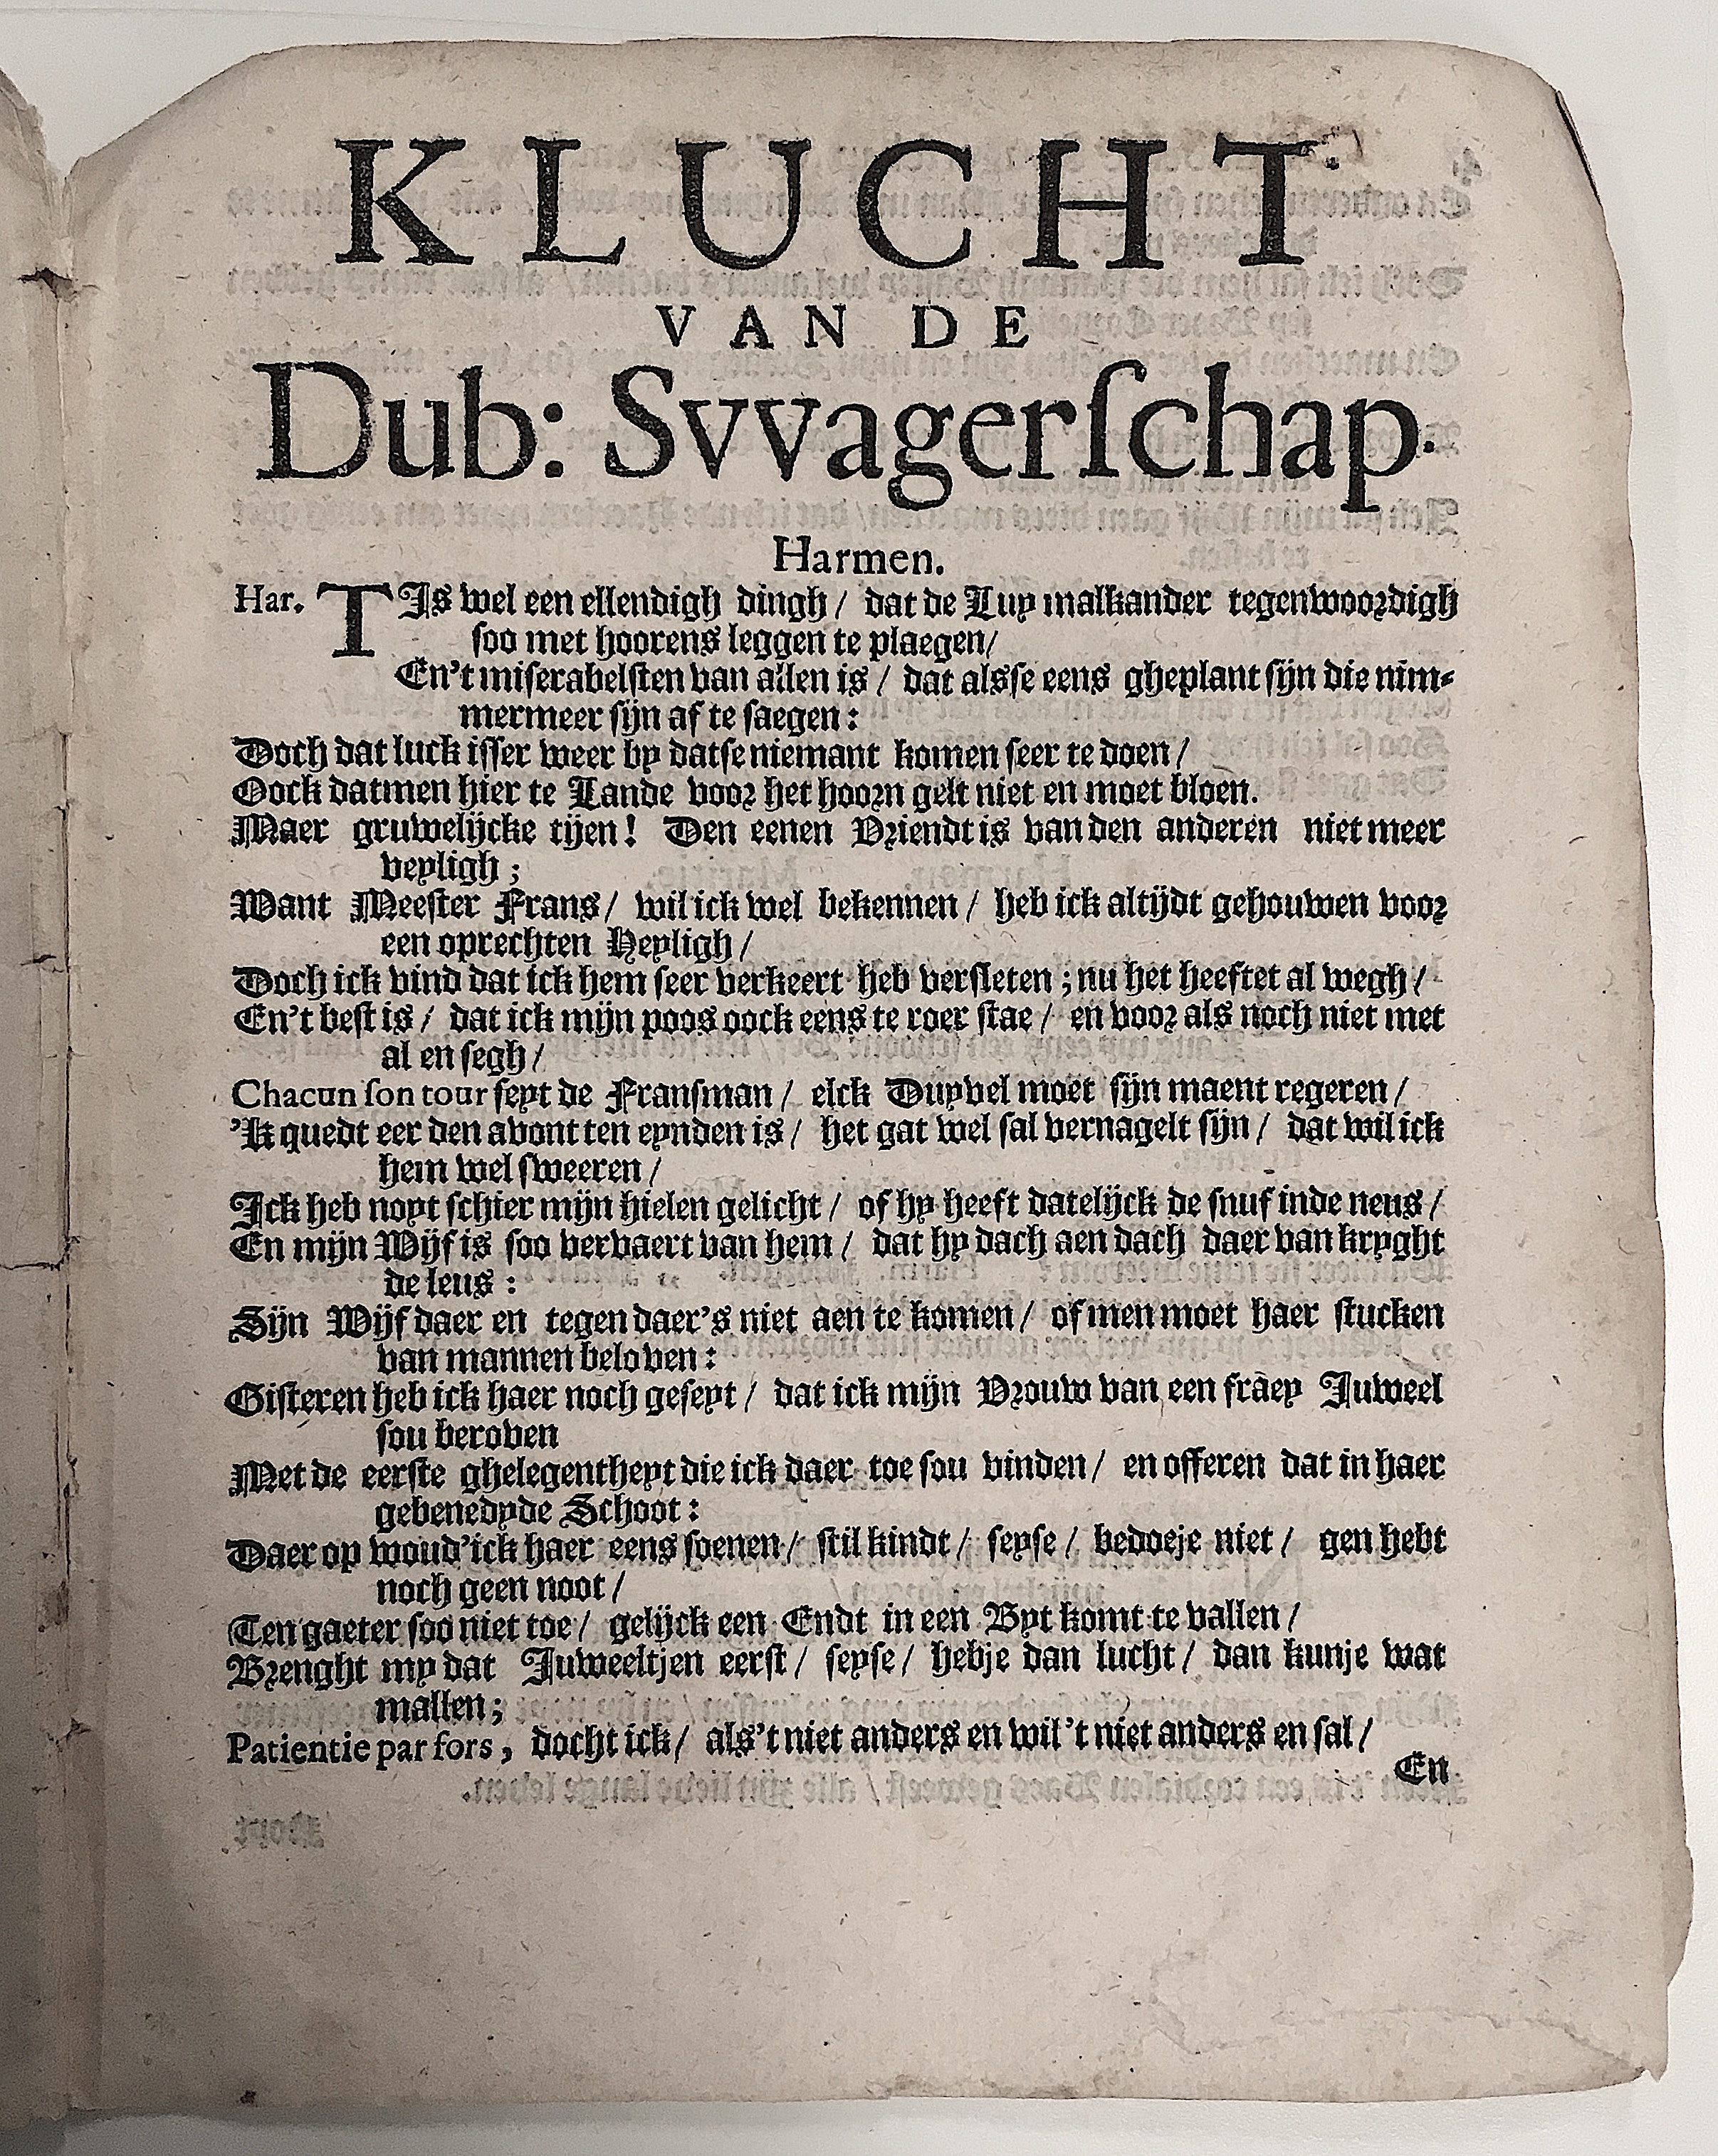 KLUCHT
VAN DE
Dub: Svvagerſchap.
Harmen.
Har. TIs wel een ellendigh dingh / dat de Luy malkander tegenwoordigh
ſoo met hoorens leggen te plaegen /
En't miſerabelſten van allen is / dat alsſe eens gheplant ſijn die nim-
mermeer ſijn af te ſaegen :
Doch dat luck iſſer weer by datſe niemant komen ſeer te doen /
Oock datmen hier te Lande voor het hoorn gelt niet en moet bloen.
Maer gruwelijcke tijen ! Den eenen Vriendt is van den anderen niet meer
veyligh ;
Want Meeſter Frans / wil ick wel bekennen / heb ick altijdt gehouwen voor
een oprechten Heyligh /
Doch ick vind dat ick hem ſeer verkeert heb verſleten ; nu het heeftet al wegh /
En't beſt is / dat ick mijn poos oock eens te roer ſtae / en voor als noch niet met
al en ſegh /
Chacun ſon tour ſeyt de Fransman / elck Duyvel moet ſijn maent regeren /
'Ik quedt eer den avont ten eynden is / het gat wel ſal vernagelt ſijn / dat wil ick
hem wel ſweeren /
Ick heb noyt ſchier mijn hielen gelicht / of hy heeft datelijck de ſnuf inde neus /
En mijn Wijf is ſoo vervaert van hem / dat hy dach aen dach daer van kryght
de leus :
Sijn Wijf daer en tegen daer's niet aen te komen / of men moet haer ſtucken
van mannen beloven :
Giſteren heb ick haer noch geſeyt / dat ick mijn Vrouw van een fraey Juweel
ſou beroven
Met de eerſte ghelegentheyt die ick daer toe ſou vinden / en offeren dat in haer
gebenedyde Schoot :
Daer op woud'ick haer eens ſoenen / ſtil kindt / ſeyſe / bedoeje niet / gen hebt
noch geen noot /
Ten gaeter ſoo niet toe / gelijck een Endt in een Byt komt te vallen /
Brenght my dat Juweeltjen eerſt / ſeyſe / hebje dan lucht / dan kunje wat
mallen ;
Patientie par fors, docht ick / als't niet anders en wil 't niet anders en ſal /
En